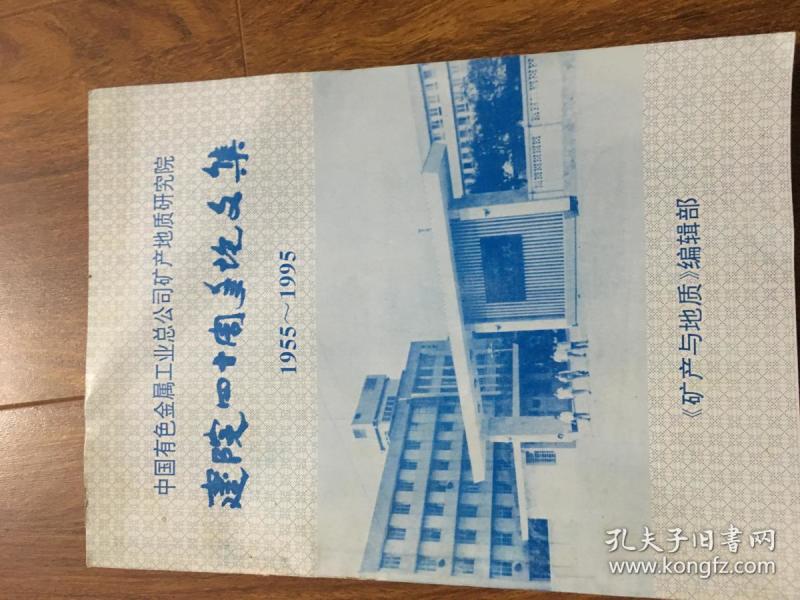 中国有色金属工业总公司矿产地质研究院
建院四十周年论文集
1955～1995
《矿产与地质》编辑部
孔夫子旧书网
www.kongfz.com